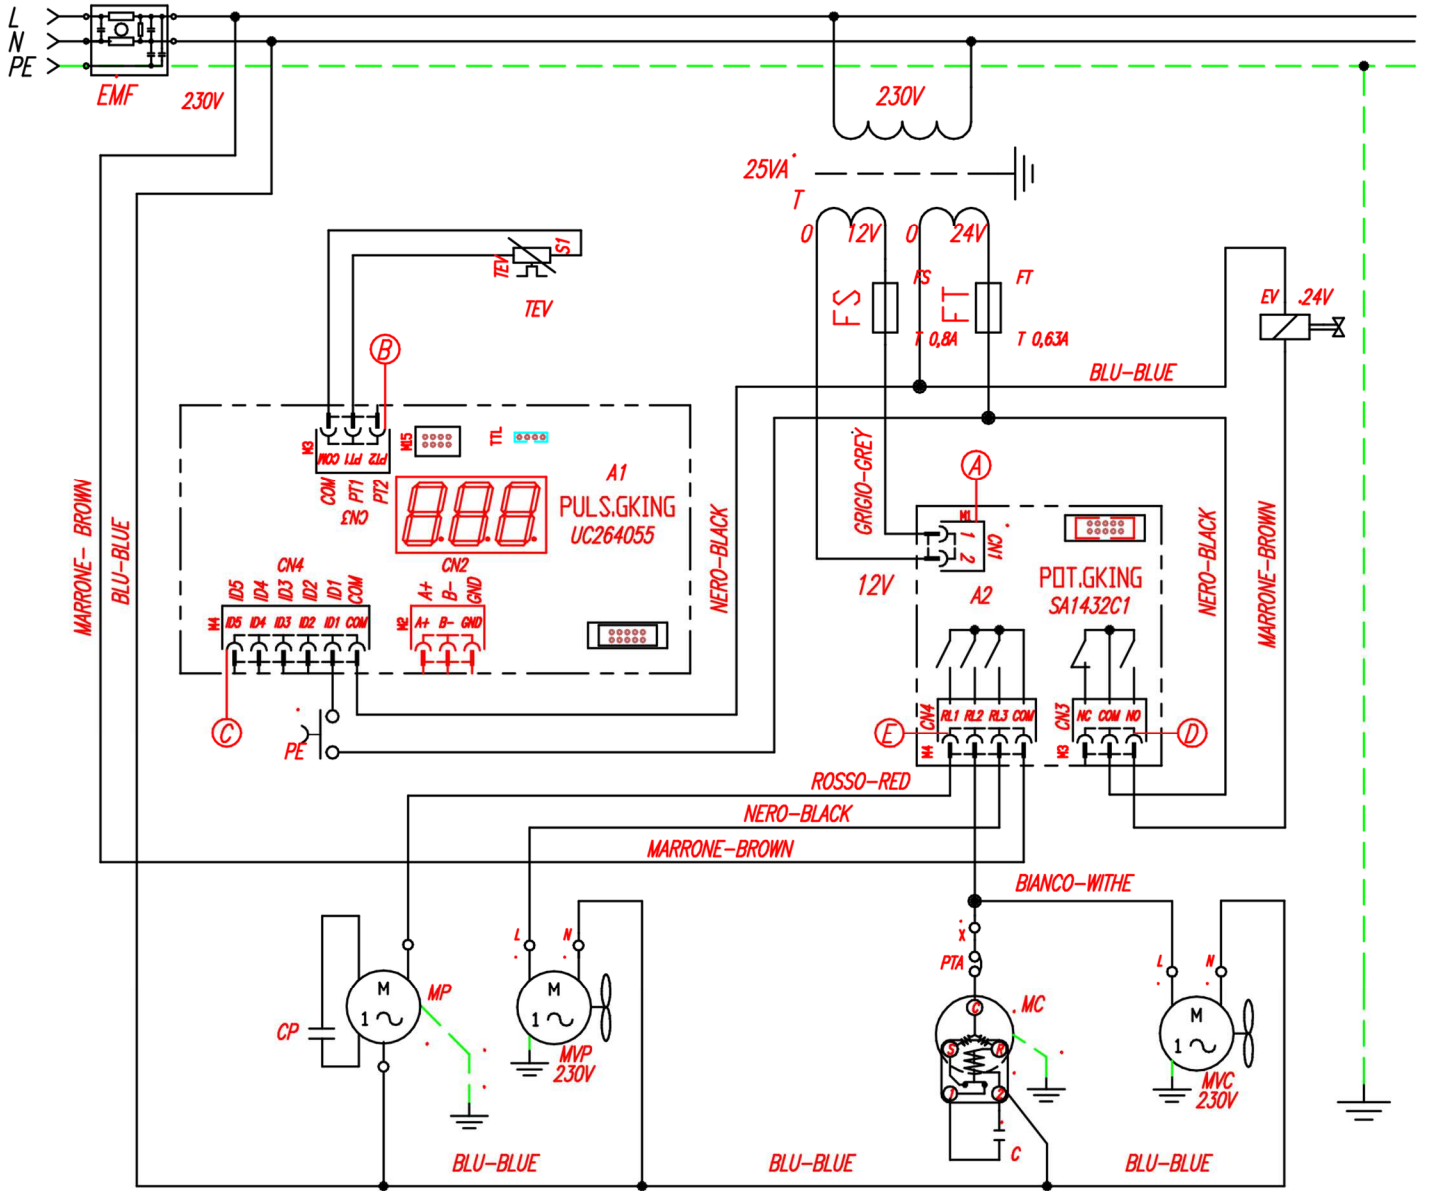 L
N
PE
EMF
230V
230V
25VA
T
0
12V
0
24V
S1
TEV
TEV
FS
FS
T 0,8A
FT
FT
T 0,63A
EV
24V
BLU-BLUE
B
MARRONE- BROWN
BLU-BLUE
M3
COM
PT1
PT2
COM
PT1
PT2
CN3
M15
TTL
A1
PULS.GKING
UC264055
CN4
ID5
ID4
ID3
ID2
ID1
COM
M4
ID5
ID4
ID3
ID2
ID1
COM
CN2
A+
B-
GND
M2
A+
B-
GND
C
PE
NERO-BLACK
GRIGIO-GREY
A
M1
1
2
CN1
12V
A2
POT.GKING
SA1432C1
NERO-BLACK
MARRONE-BROWN
CN4
RL1
RL2
RL3
COM
M4
E
CN3
NC
COM
NO
M3
D
ROSSO-RED
NERO-BLACK
MARRONE-BROWN
BIANCO-WITHE
CP
M
1
MP
L
N
M
1
MVP
230V
X
PTA
C
MC
S
R
1
2
C
L
N
M
1
MVC
230V
BLU-BLUE
BLU-BLUE
BLU-BLUE